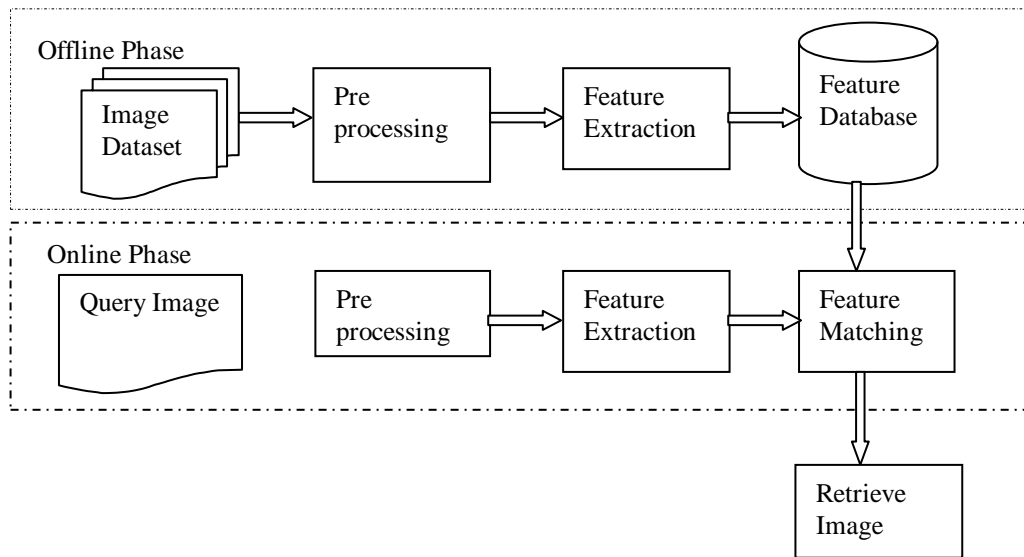 Offline Phase
Image
Dataset
Pre
processing
Feature
Extraction
Feature
Database
Online Phase
Query Image
Pre
processing
Feature
Extraction
Feature
Matching
Retrieve
Image